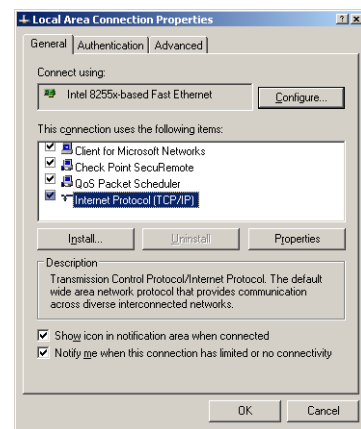 Local Area Connection Properties
General Authentication Advanced
Connect using:
Intel 8255x-based Fast Ethernet
Configure...
This connection uses the following items:
Client for Microsoft Networks
Check Point SecuRemote
QoS Packet Scheduler
Internet Protocol (TCP/IP)
Install... Uninstall Properties
Description
Transmission Control Protocol/Internet Protocol. The default
wide area network protocol that provides communication
across diverse interconnected networks.
Show icon in notification area when connected
Notify me when this connection has limited or no connectivity
OK Cancel